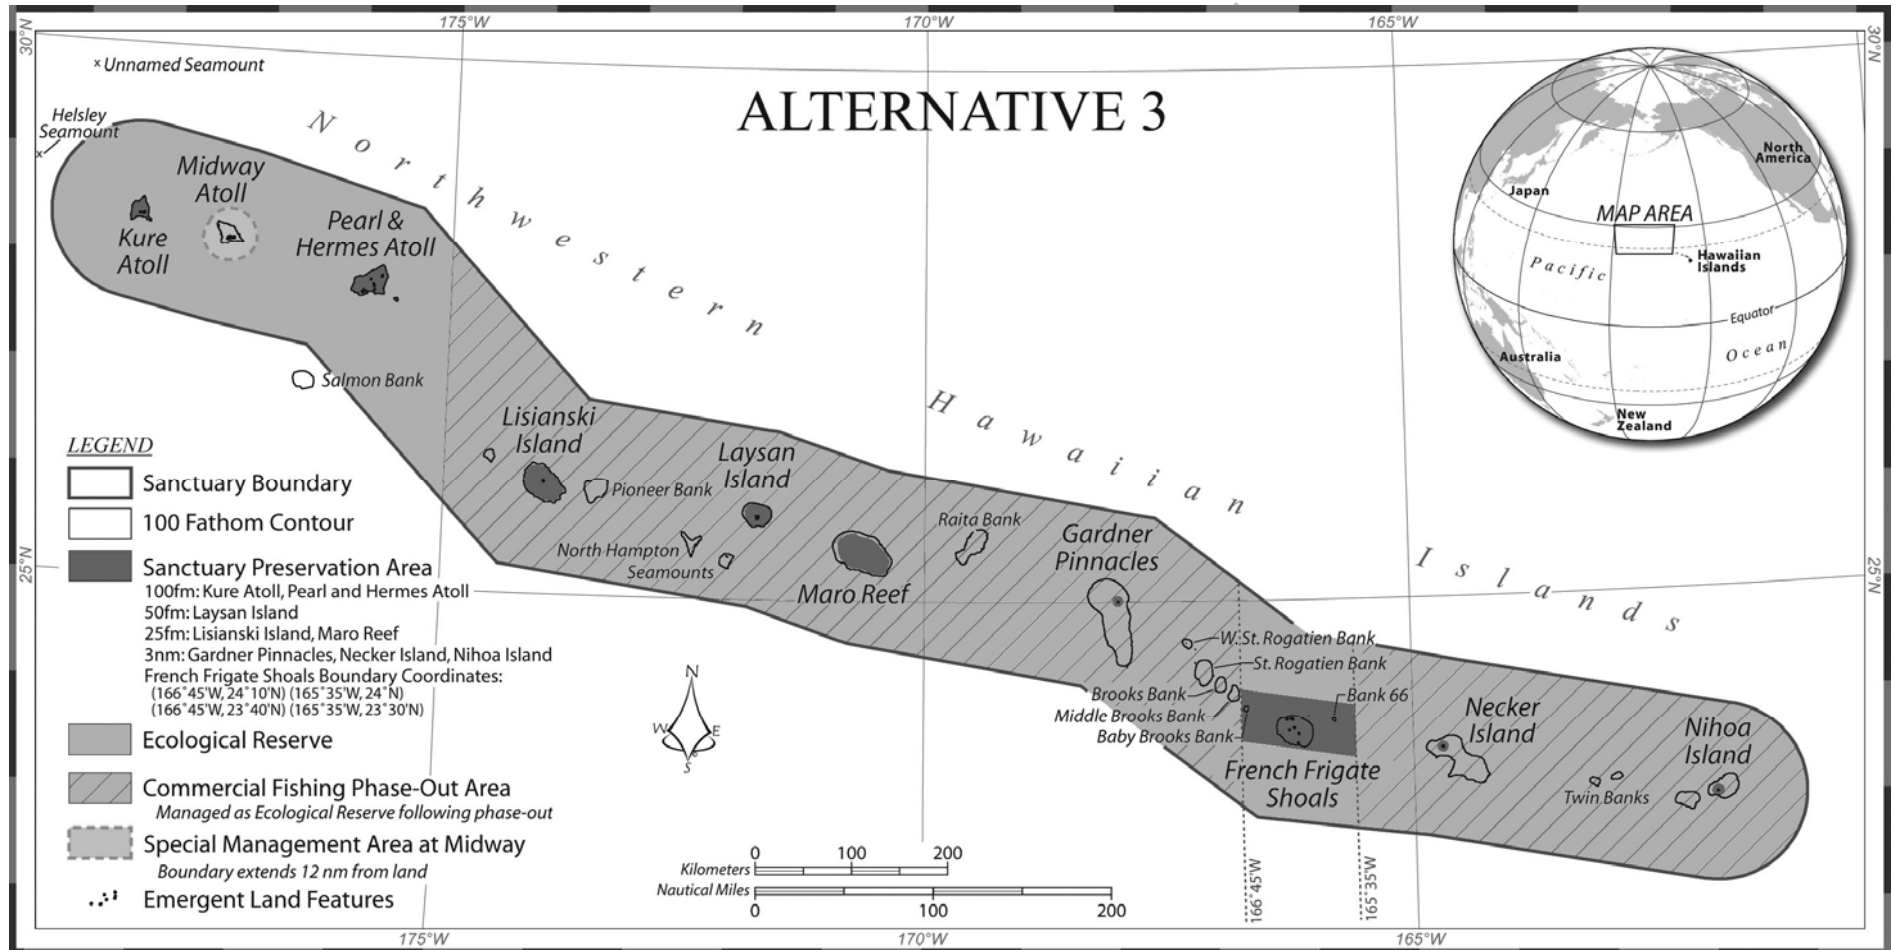 175°W
170°W
165°W
30°N
30°N
ALTERNATIVE 3
Unnamed Seamount
Helsley
Seamount
Midway
Atoll
Kure
Atoll
Pearl &
Hermes Atoll
Salmon Bank
Northwestern
Hawaiian
Islands
North
America
Japan
MAP AREA
Pacific
Hawaiian
Islands
Equator
Ocean
Australia
New
Zealand
Lisianski
Island
Pioneer Bank
Laysan
Island
North Hampton
Seamounts
Maro Reef
Raita Bank
Gardner
Pinnacles
W. St. Rogatien Bank
St. Rogatien Bank
Brooks Bank
Middle Brooks Bank
Baby Brooks Bank
Bank 66
French Frigate
Shoals
Necker
Island
Twin Banks
Nihoa
Island
25°N
25°N
LEGEND
Sanctuary Boundary
100 Fathom Contour
Sanctuary Preservation Area
100fm: Kure Atoll, Pearl and Hermes Atoll
50fm: Laysan Island
25fm: Lisianski Island, Maro Reef
3nm: Gardner Pinnacles, Necker Island, Nihoa Island
French Frigate Shoals Boundary Coordinates:
(166°45'W, 24°10'N) (165°35'W, 24°N)
(166°45'W, 23°40'N) (165°35'W, 23°30'N)
Ecological Reserve
Commercial Fishing Phase-Out Area
Managed as Ecological Reserve following phase-out
Special Management Area at Midway
Boundary extends 12 nm from land
Emergent Land Features
N
W
E
S
0 100 200
Kilometers
Nautical Miles
0 100 200
166°45'W
165°35'W
175°W
170°W
165°W